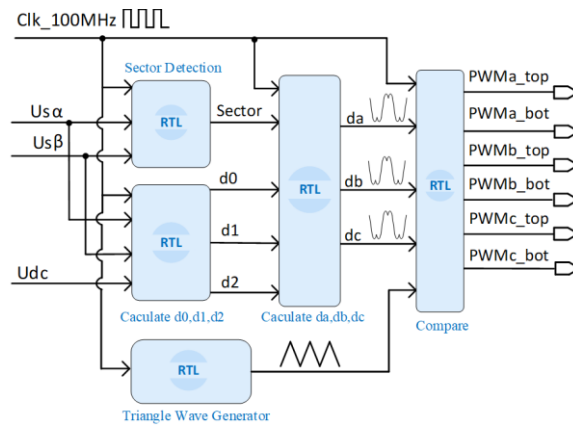 Clk_100MHz
Sector Detection
PWMa_top
Usα
RTL
Sector
da
PWMa_bot
Usβ
PWMb_top
d0
RTL
db
RTL
PWMb_bot
RTL
d1
dc
PWMc_top
Udc
d2
PWMc_bot
Caculate d0,d1,d2
Caculate da,db,dc
Compare
RTL
Triangle Wave Generator